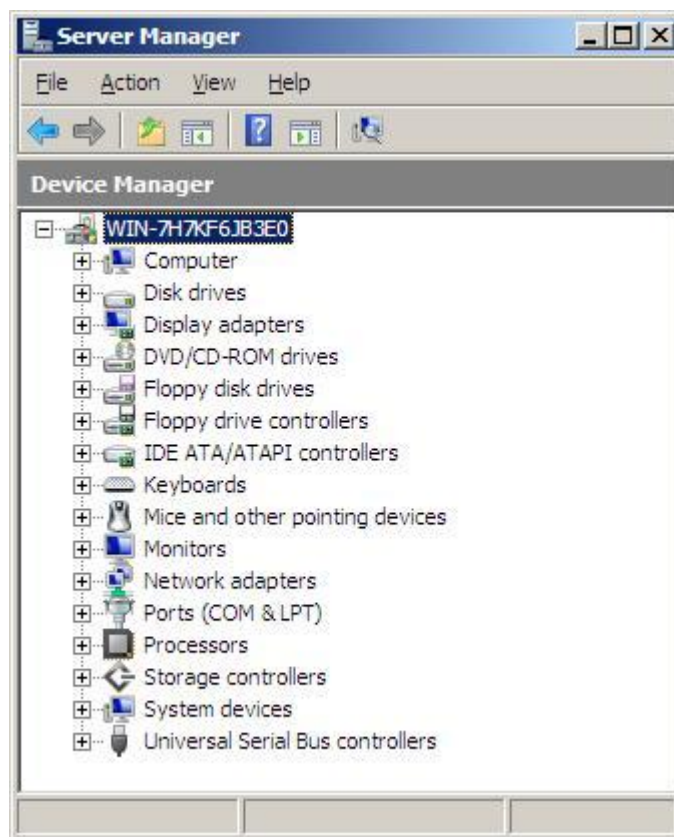 Server Manager
File Action View Help
Device Manager
WIN-7H7KF6JB3E0
Computer
Disk drives
Display adapters
DVD/CD-ROM drives
Floppy disk drives
Floppy drive controllers
IDE ATA/ATAPI controllers
Keyboards
Mice and other pointing devices
Monitors
Network adapters
Ports (COM & LPT)
Processors
Storage controllers
System devices
Universal Serial Bus controllers